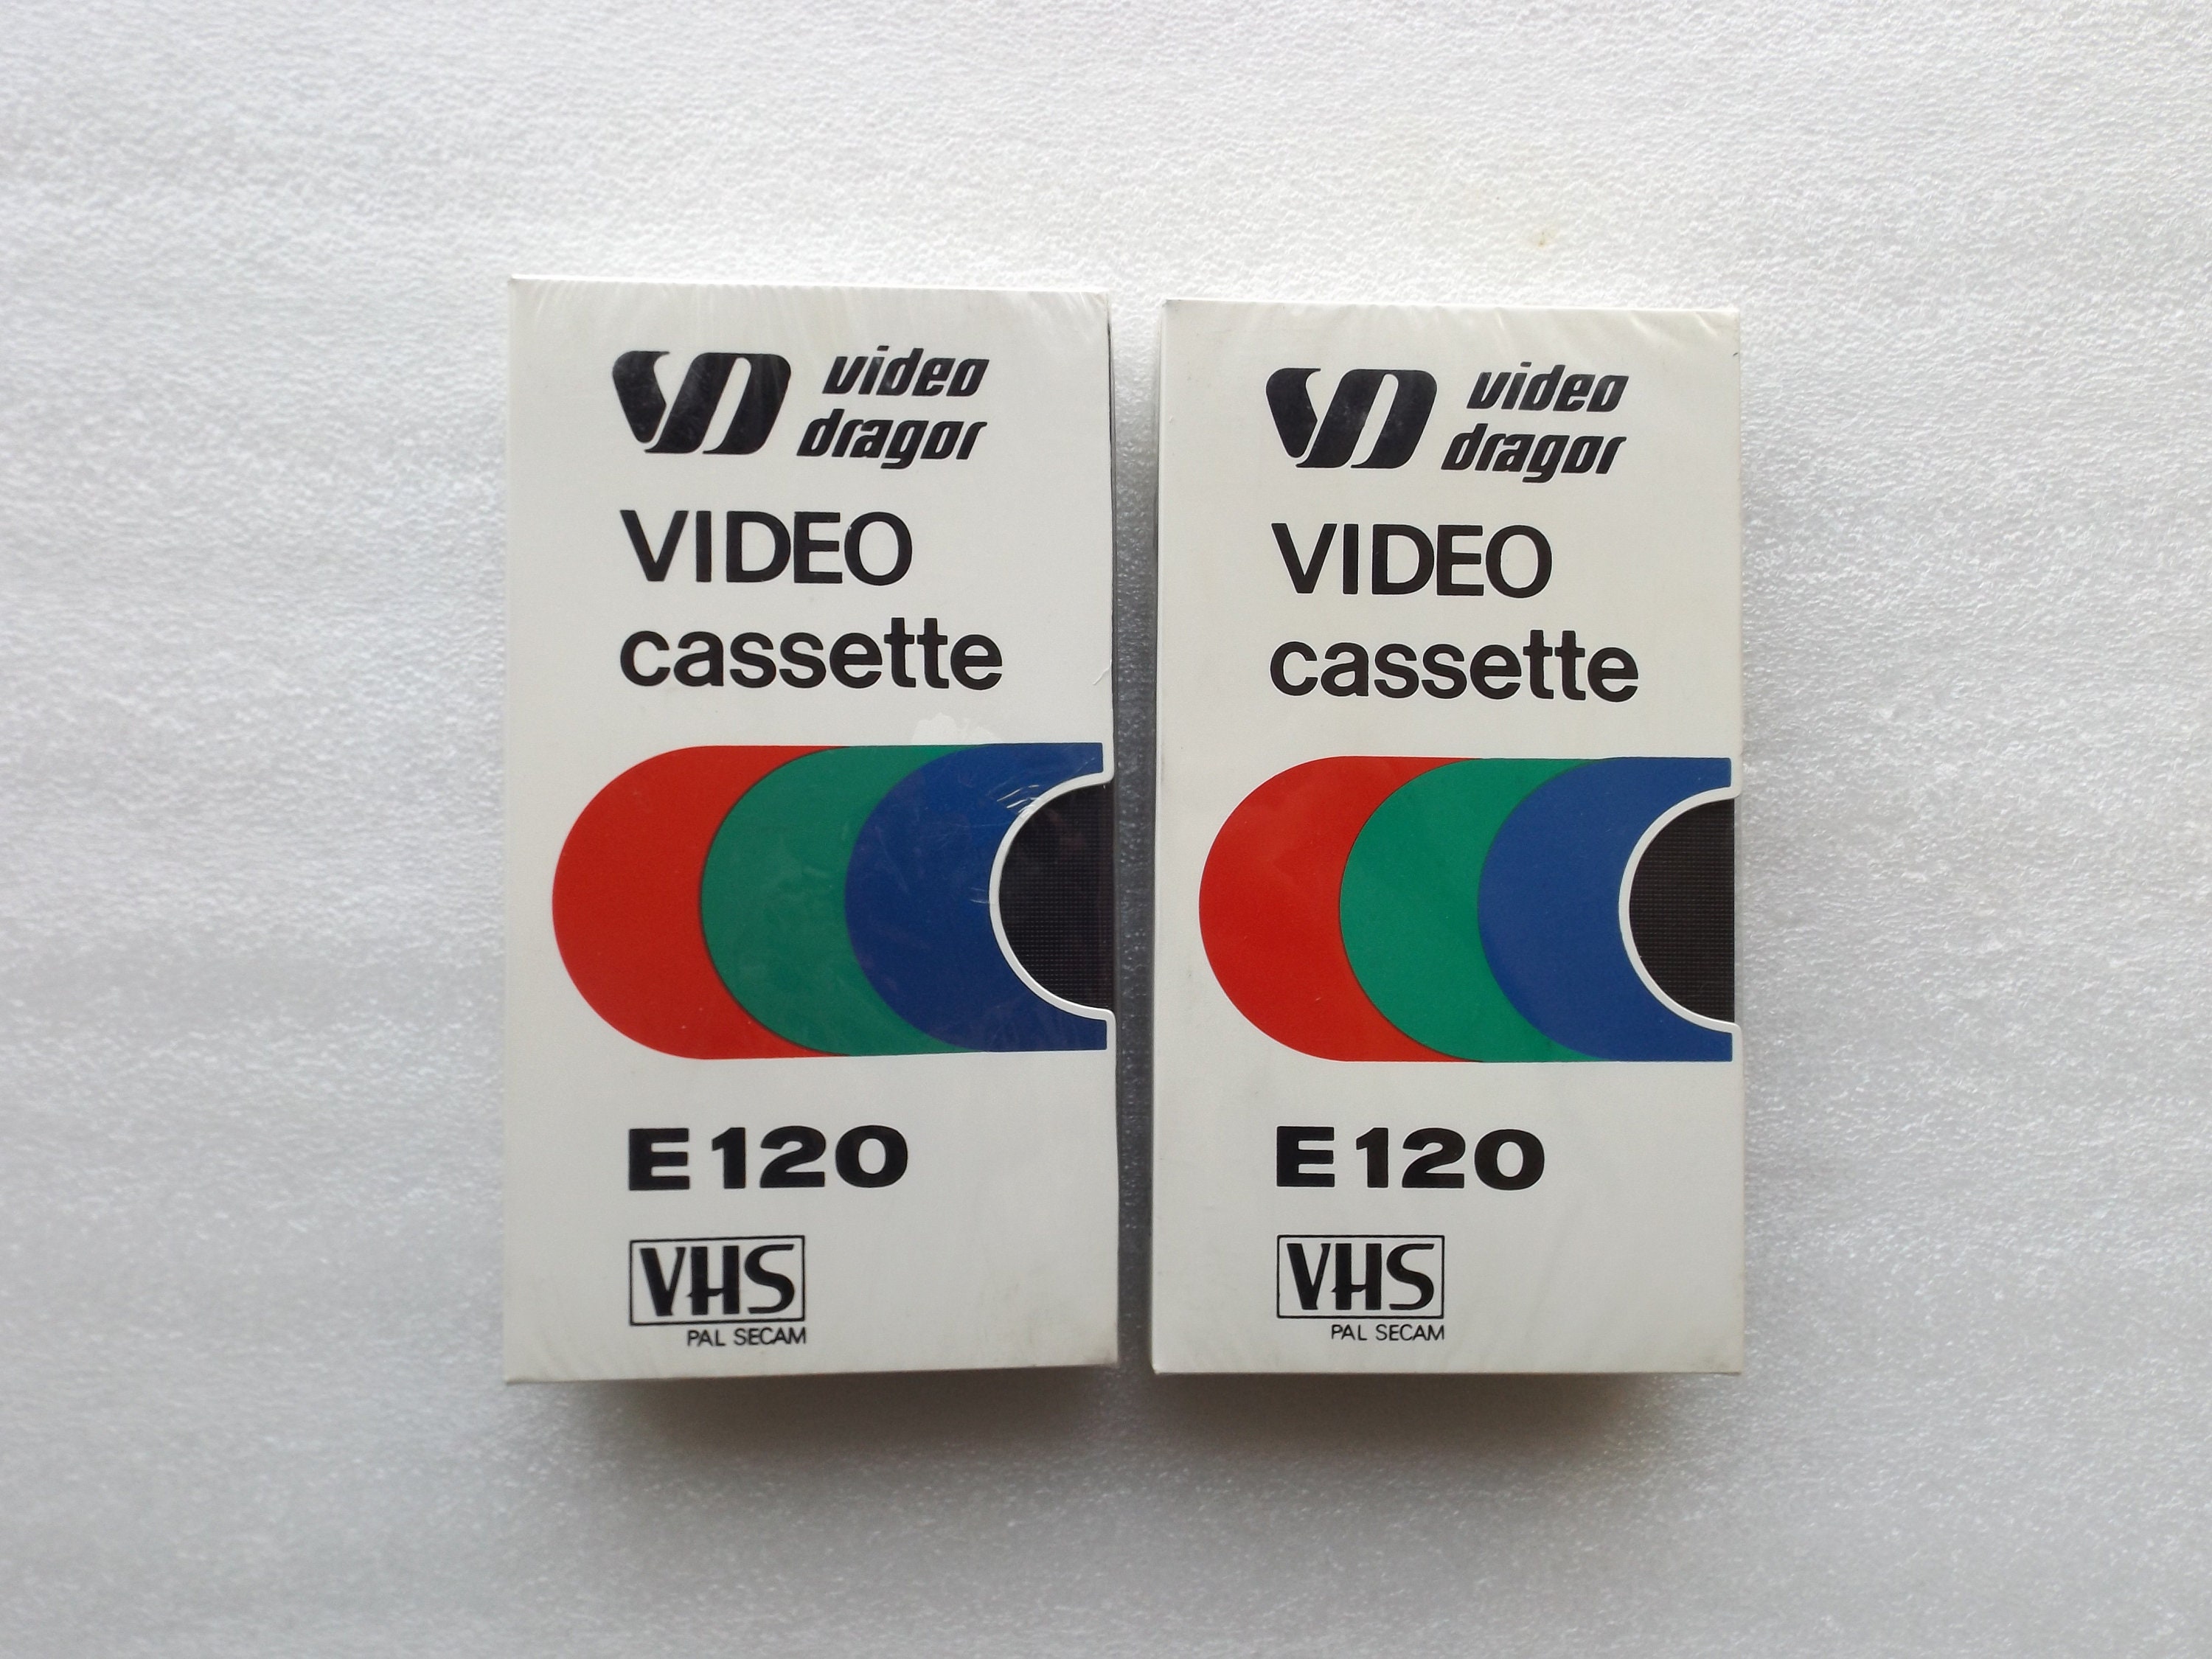 video
dragor
VIDEO
cassette
E120
VHS
PAL SECAM
video
dragor
VIDEO
cassette
E120
VHS
PAL SECAM